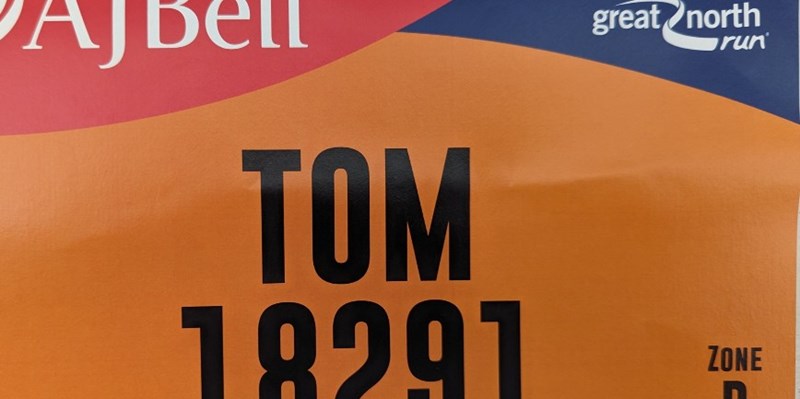 AJBell
great north
run
TOM
18291
ZONE